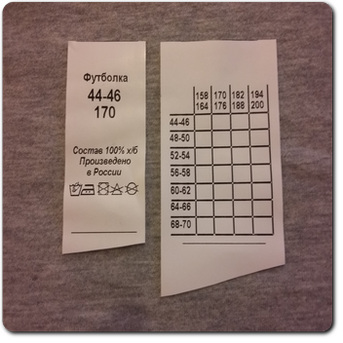 Футболка
44-46
170
Состав 100% х/б
Произведено
в России
158 170 182 194
164 176 188 200
44-46
48-50
52-54
56-58
60-62
64-66
68-70